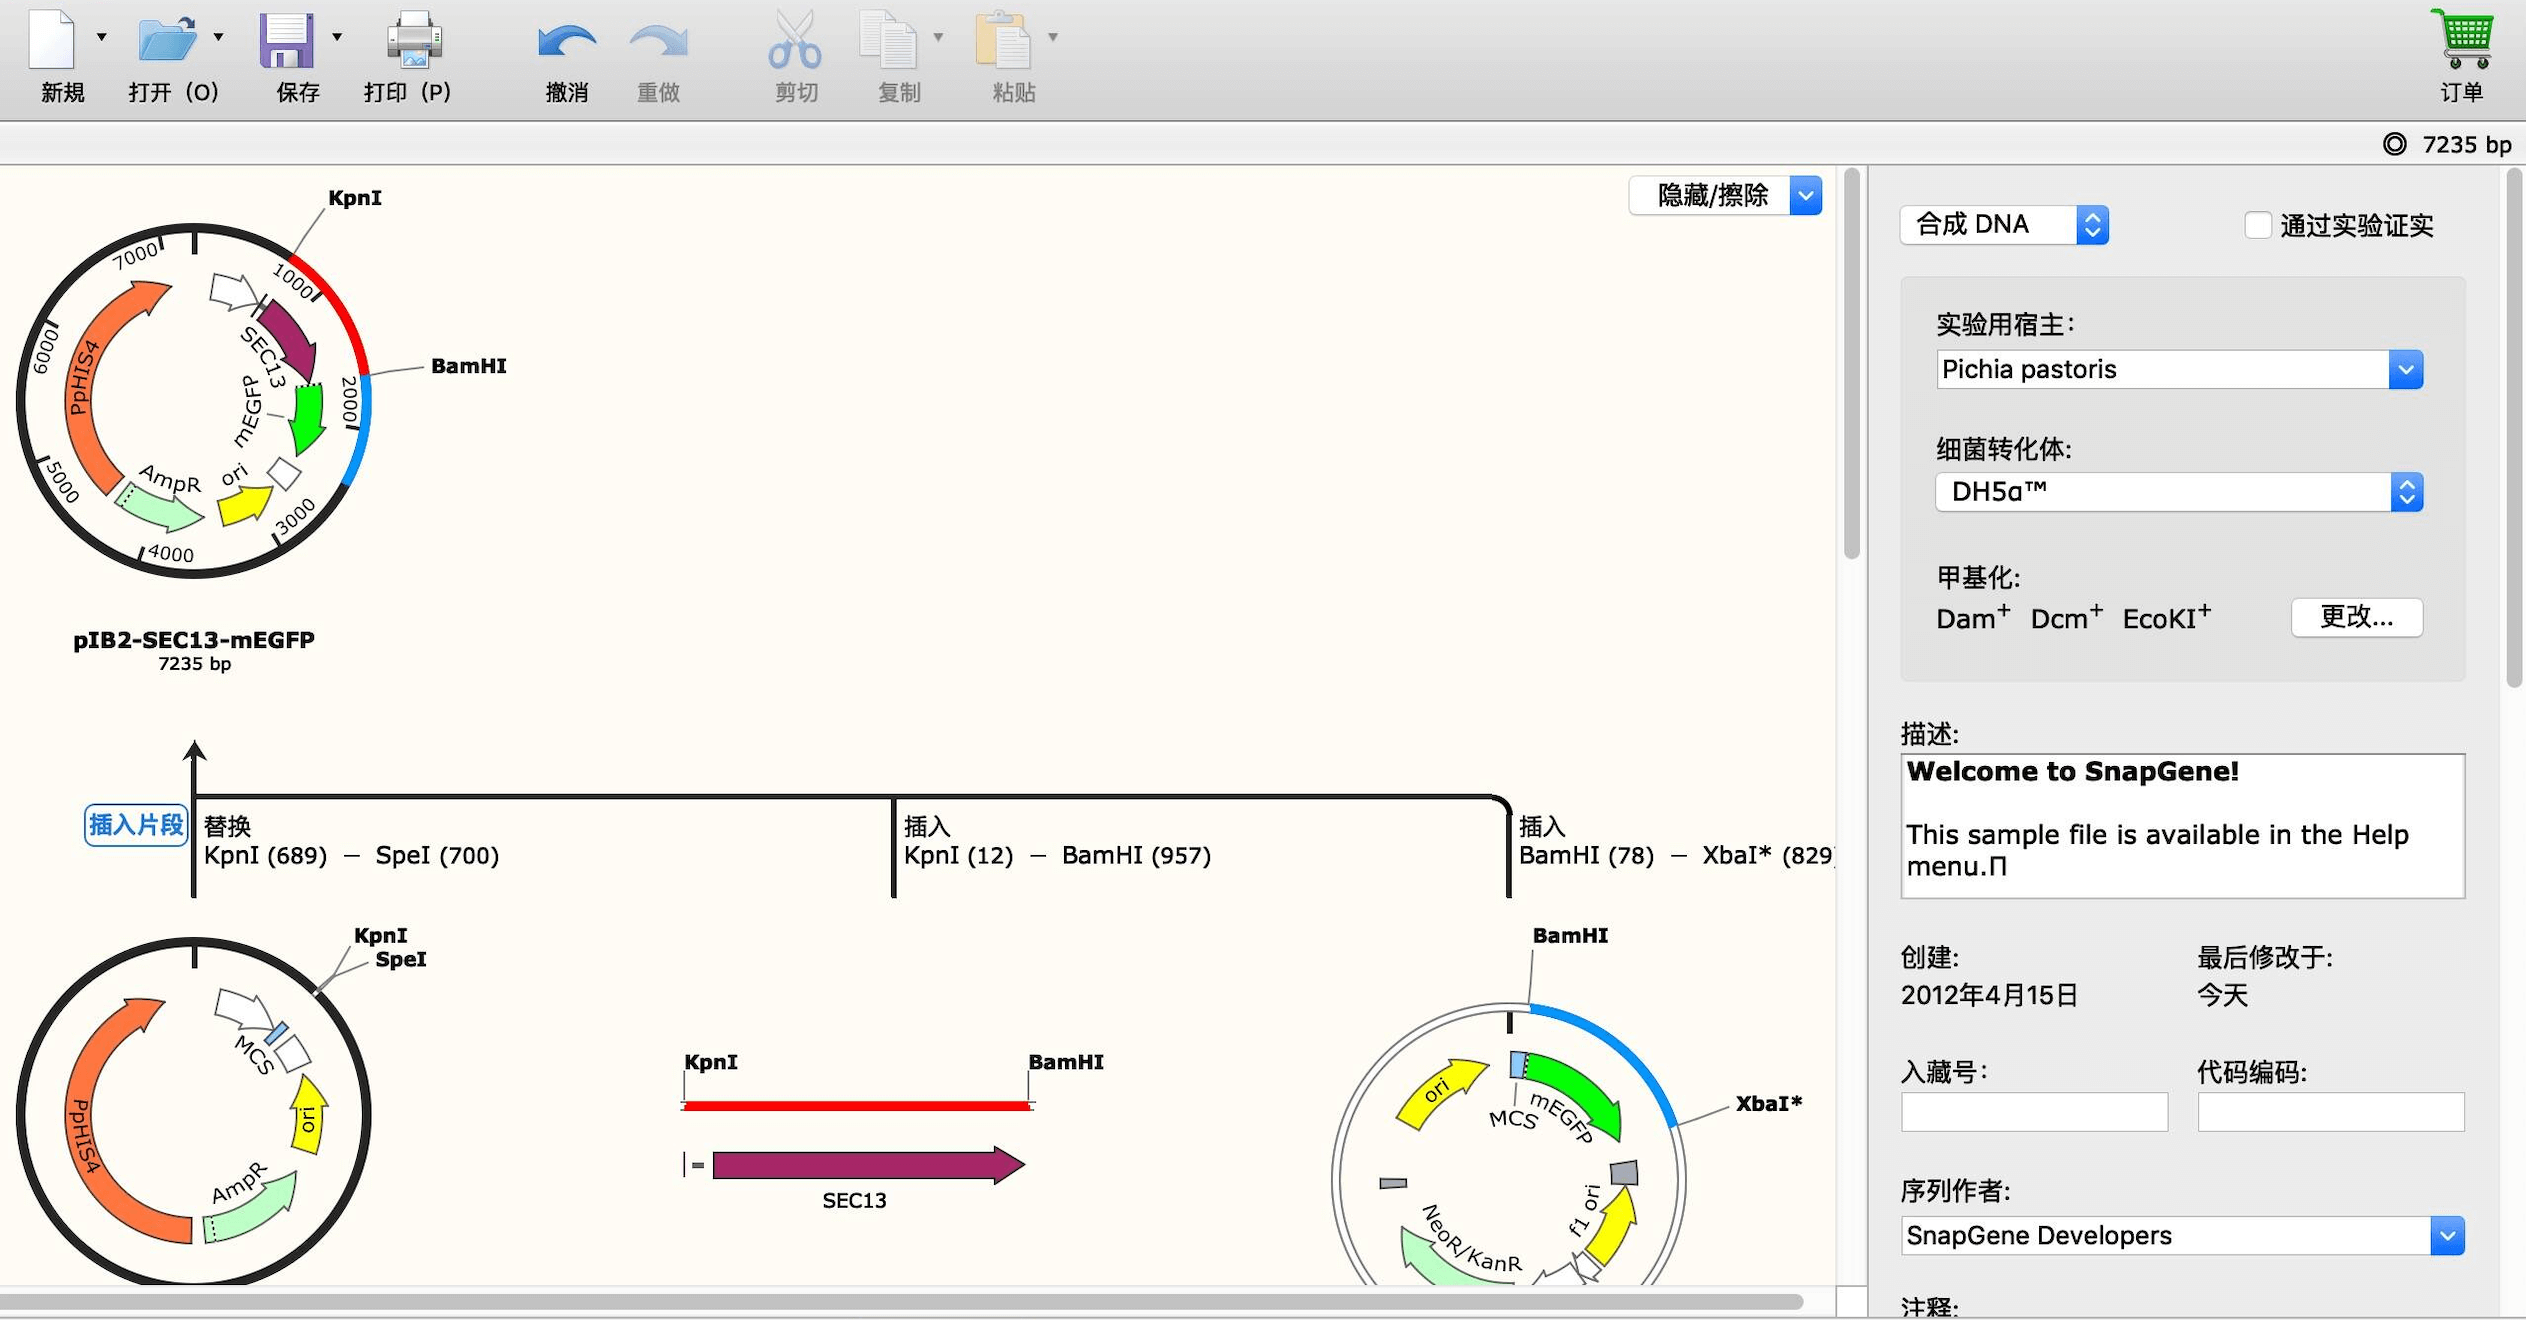 新規
打开（O）
保存
打印（P）
撤消
重做
剪切
复制
粘贴
订单
7235 bp
隐藏/擦除
KpnI
BamHI
1000
2000
3000
4000
5000
6000
7000
SEC13
mEGFP
ori
AmpR
PpHIS4
pIB2-SEC13-mEGFP
7235 bp
插入片段
替换
KpnI (689) – SpeI (700)
插入
KpnI (12) – BamHI (957)
插入
BamHI (78) – XbaI* (829
KpnI
SpeI
MCS
ori
AmpR
PpHIS4
KpnI
BamHI
SEC13
BamHI
XbaI*
ori
MCS
mEGFP
f1 ori
NeoR/KanR
合成 DNA
通过实验证实
实验用宿主：
Pichia pastoris
细菌转化体:
DH5α™
甲基化:
Dam⁺ Dcm⁺ EcoKI⁺
更改...
描述:
Welcome to SnapGene!
This sample file is available in the Help
menu.П
创建:
最后修改于:
2012年4月15日
今天
入藏号：
代码编码:
序列作者:
SnapGene Developers
注释: